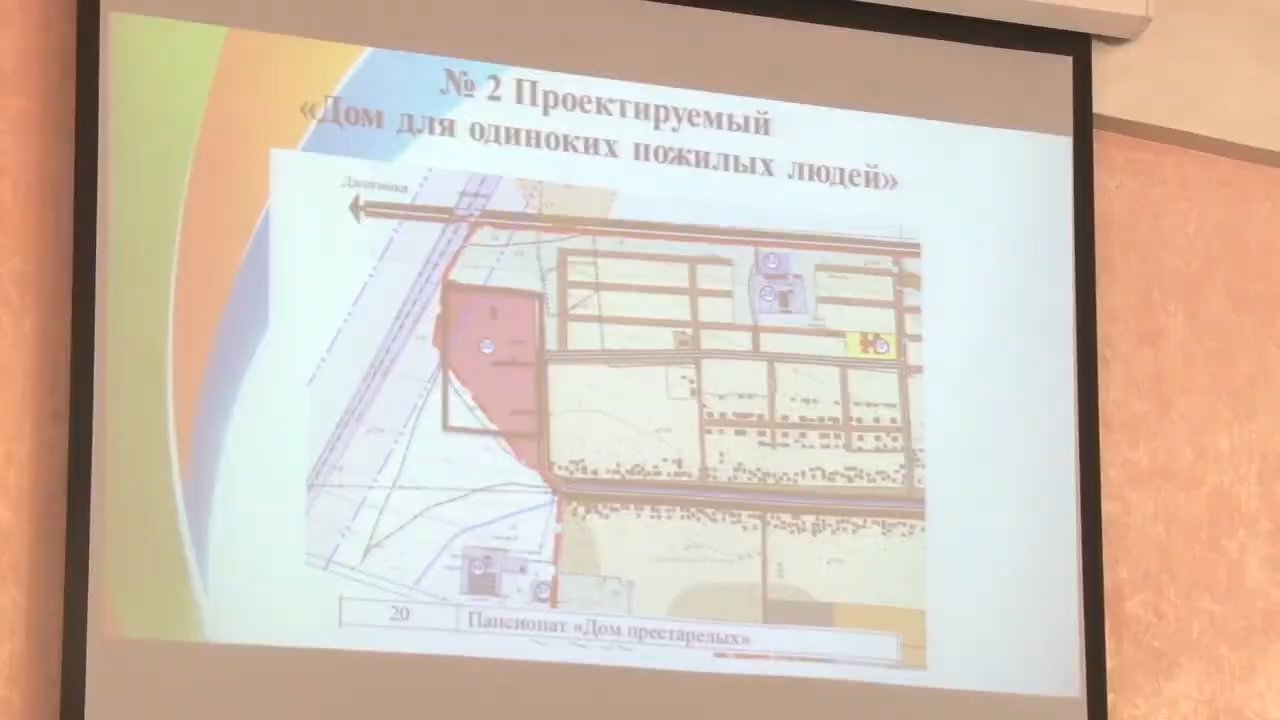 № 2 Проектируемый
«Дом для одиноких пожилых людей»
20 Пансионат «Дом престарелых»